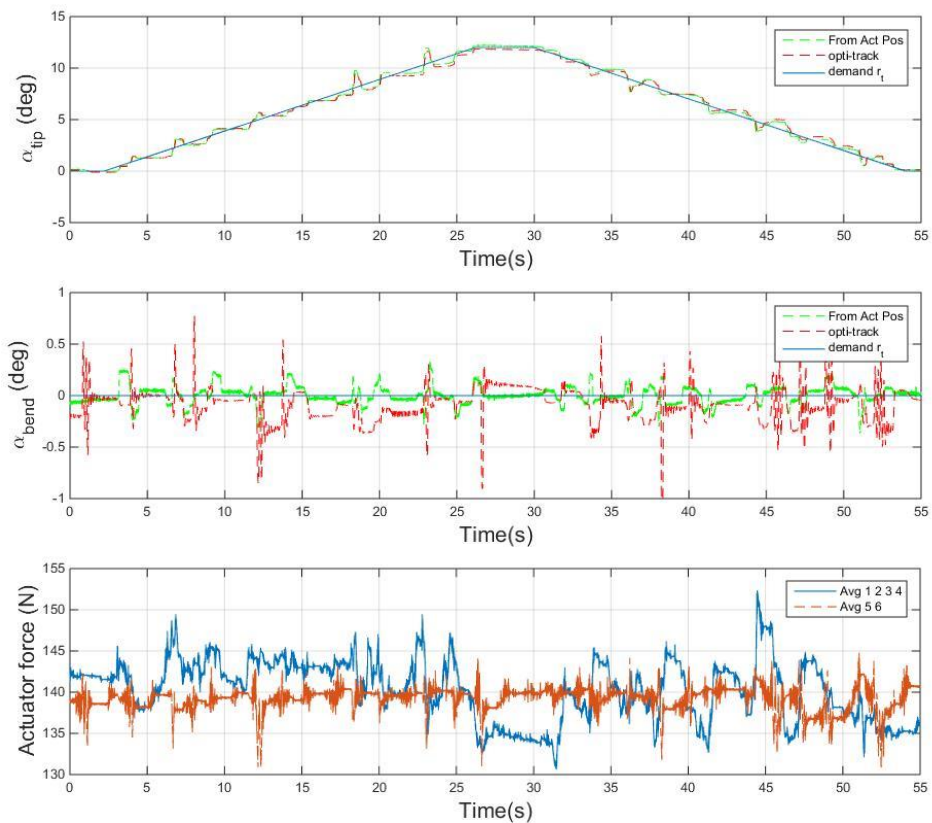 15
10
5
0
-5
α_tip (deg)
From Act Pos
opti-track
demand r_t
0 5 10 15 20 25 30 35 40 45 50 55
Time(s)
1
0.5
0
-0.5
-1
α_bend (deg)
From Act Pos
opti-track
demand r_t
0 5 10 15 20 25 30 35 40 45 50 55
Time(s)
155
150
145
140
135
130
Actuator force (N)
Avg 1 2 3 4
Avg 5 6
0 5 10 15 20 25 30 35 40 45 50 55
Time(s)